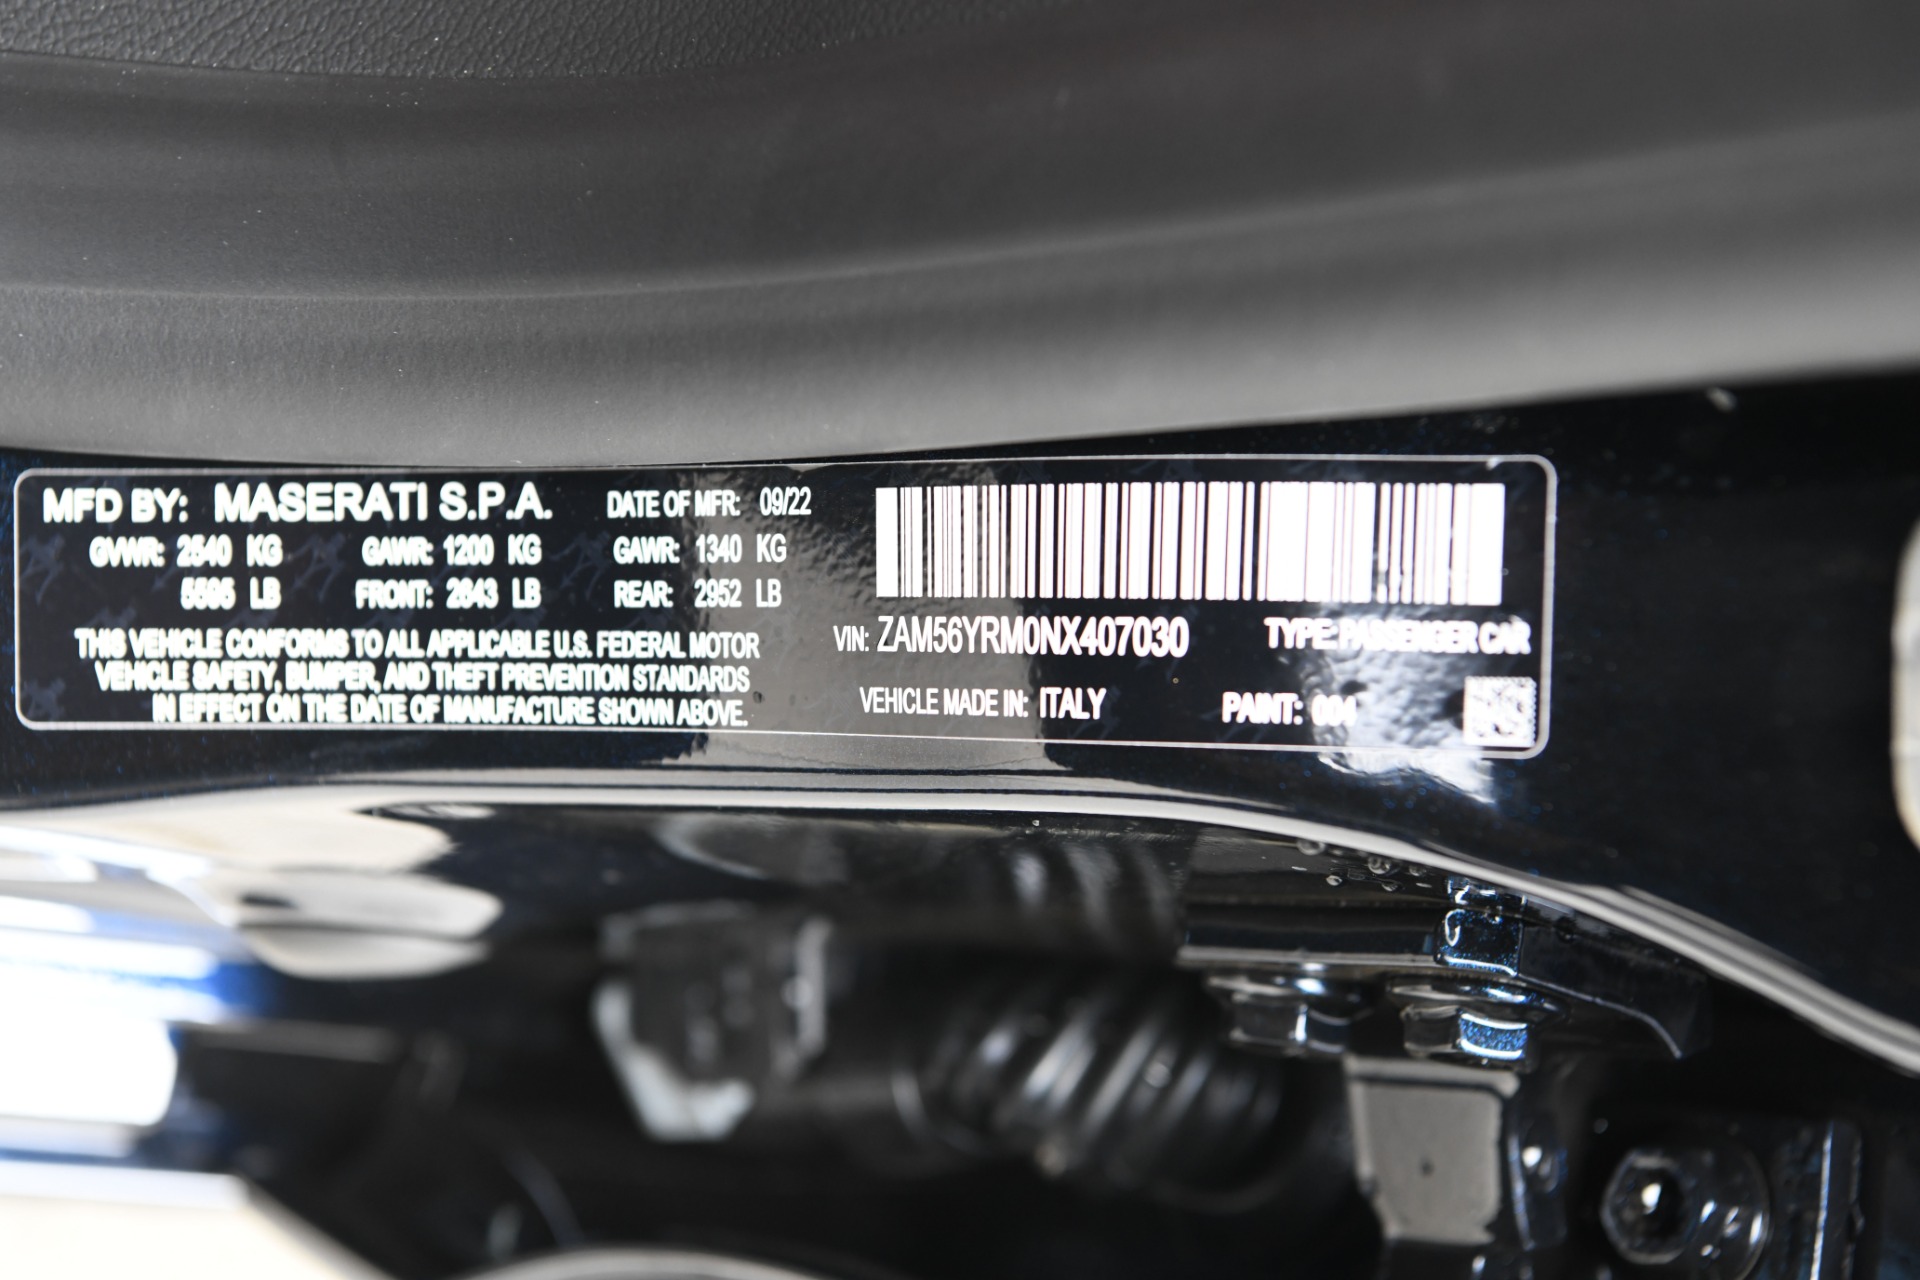 MFD BY: MASERATI S.P.A. DATE OF MFR: 09/22
GVWR: 2540 KG GAWR: 1200 KG GAWR: 1340 KG
5595 LB FRONT: 2643 LB REAR: 2952 LB
THIS VEHICLE CONFORMS TO ALL APPLICABLE U.S. FEDERAL MOTOR
VEHICLE SAFETY, BUMPER, AND THEFT PREVENTION STANDARDS
IN EFFECT ON THE DATE OF MANUFACTURE SHOWN ABOVE.
VIN: ZAM56YRM0NX407030 TYPE: PASSENGER CAR
VEHICLE MADE IN: ITALY PAINT: 004